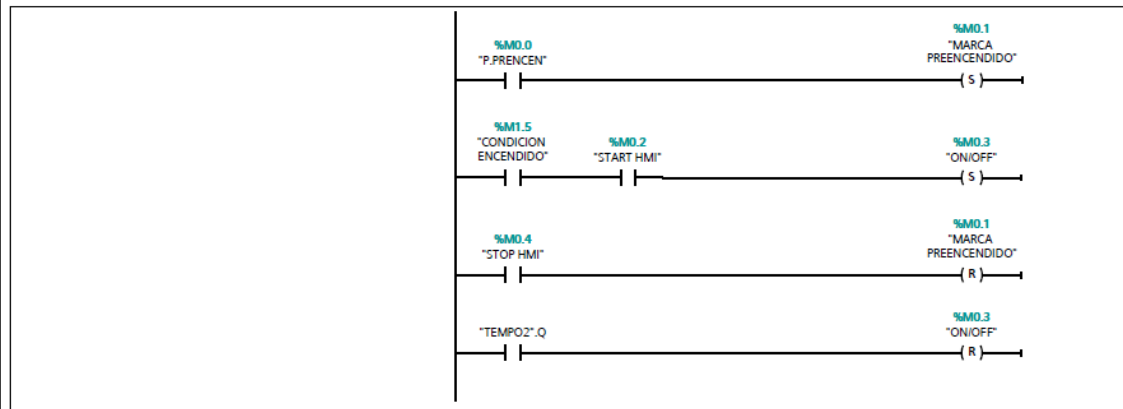 %M0.0
"P.PRENCEN"
%M0.1
"MARCA
PREENCENDIDO"
( S )
%M1.5
"CONDICION
ENCENDIDO"
%M0.2
"START HMI"
%M0.3
"ON/OFF"
( S )
%M0.4
"STOP HMI"
%M0.1
"MARCA
PREENCENDIDO"
( R )
"TEMPO2".Q
%M0.3
"ON/OFF"
( R )